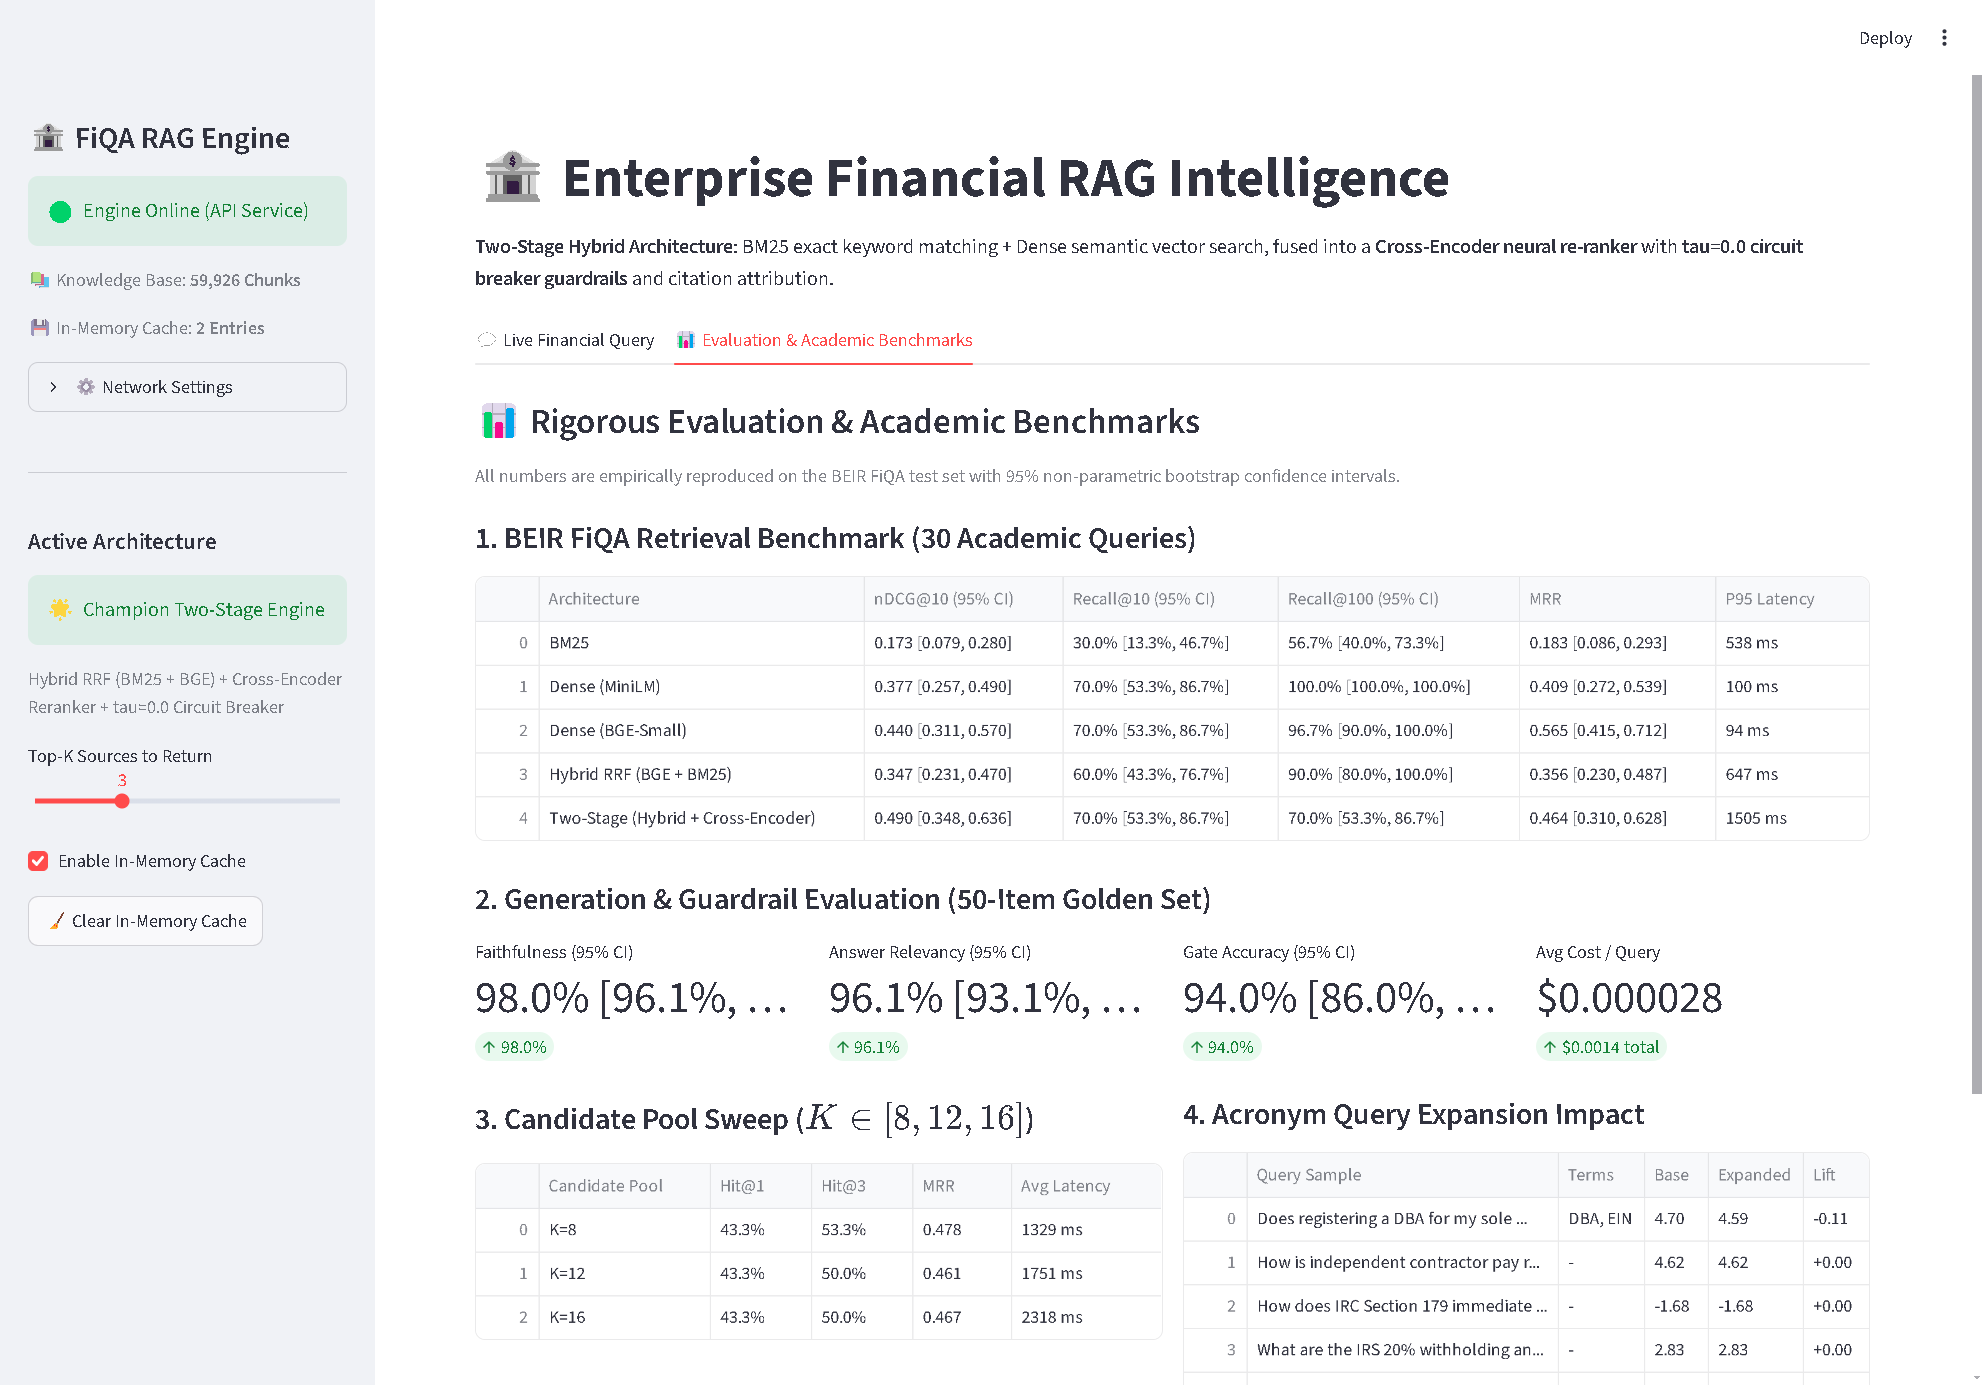 Deploy
FiQA RAG Engine
Engine Online (API Service)
Knowledge Base: 59,926 Chunks
In-Memory Cache: 2 Entries
Network Settings
Active Architecture
Champion Two-Stage Engine
Hybrid RRF (BM25 + BGE) + Cross-Encoder
Reranker + tau=0.0 Circuit Breaker
Top-K Sources to Return
3
Enable In-Memory Cache
Clear In-Memory Cache
Enterprise Financial RAG Intelligence
Two-Stage Hybrid Architecture: BM25 exact keyword matching + Dense semantic vector search, fused into a Cross-Encoder neural re-ranker with tau=0.0 circuit
breaker guardrails and citation attribution.
Live Financial Query Evaluation & Academic Benchmarks
Rigorous Evaluation & Academic Benchmarks
All numbers are empirically reproduced on the BEIR FiQA test set with 95% non-parametric bootstrap confidence intervals.
1. BEIR FiQA Retrieval Benchmark (30 Academic Queries)
Architecture nDCG@10 (95% CI) Recall@10 (95% CI) Recall@100 (95% CI) MRR P95 Latency
0 BM25 0.173 [0.079, 0.280] 30.0% [13.3%, 46.7%] 56.7% [40.0%, 73.3%] 0.183 [0.086, 0.293] 538 ms
1 Dense (MiniLM) 0.377 [0.257, 0.490] 70.0% [53.3%, 86.7%] 100.0% [100.0%, 100.0%] 0.409 [0.272, 0.539] 100 ms
2 Dense (BGE-Small) 0.440 [0.311, 0.570] 70.0% [53.3%, 86.7%] 96.7% [90.0%, 100.0%] 0.565 [0.415, 0.712] 94 ms
3 Hybrid RRF (BGE + BM25) 0.347 [0.231, 0.470] 60.0% [43.3%, 76.7%] 90.0% [80.0%, 100.0%] 0.356 [0.230, 0.487] 647 ms
4 Two-Stage (Hybrid + Cross-Encoder) 0.490 [0.348, 0.636] 70.0% [53.3%, 86.7%] 70.0% [53.3%, 86.7%] 0.464 [0.310, 0.628] 1505 ms
2. Generation & Guardrail Evaluation (50-Item Golden Set)
Faithfulness (95% CI) Answer Relevancy (95% CI) Gate Accuracy (95% CI) Avg Cost / Query
98.0% [96.1%, ... 96.1% [93.1%, ... 94.0% [86.0%, ... $0.000028
↑ 98.0% ↑ 96.1% ↑ 94.0% ↑ $0.0014 total
3. Candidate Pool Sweep (K ∈ [8, 12, 16])
Candidate Pool Hit@1 Hit@3 MRR Avg Latency
0 K=8 43.3% 53.3% 0.478 1329 ms
1 K=12 43.3% 50.0% 0.461 1751 ms
2 K=16 43.3% 50.0% 0.467 2318 ms
4. Acronym Query Expansion Impact
Query Sample Terms Base Expanded Lift
0 Does registering a DBA for my sole ... DBA, EIN 4.70 4.59 -0.11
1 How is independent contractor pay r... - 4.62 4.62 +0.00
2 How does IRC Section 179 immediate ... - -1.68 -1.68 +0.00
3 What are the IRS 20% withholding an... - 2.83 2.83 +0.00